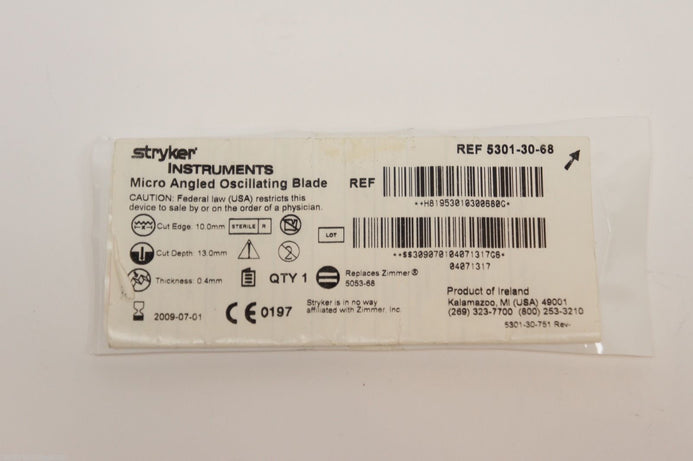 stryker®
INSTRUMENTS
REF 5301-30-68
Micro Angled Oscillating Blade
REF
CAUTION: Federal law (USA) restricts this
device to sale by or on the order of a physician.
**H81953010300680C*
Cut Edge: 10.0mm
STERILE R
LOT
**$$309070104071317G8*
04071317
Cut Depth: 13.0mm
Thickness: 0.4mm
QTY 1
Replaces Zimmer®
5053-68
2009-07-01
CE 0197
Stryker is in no way
affiliated with Zimmer, Inc.
Product of Ireland
Kalamazoo, MI (USA) 49001
(269) 323-7700 (800) 253-3210
5301-30-751 Rev-